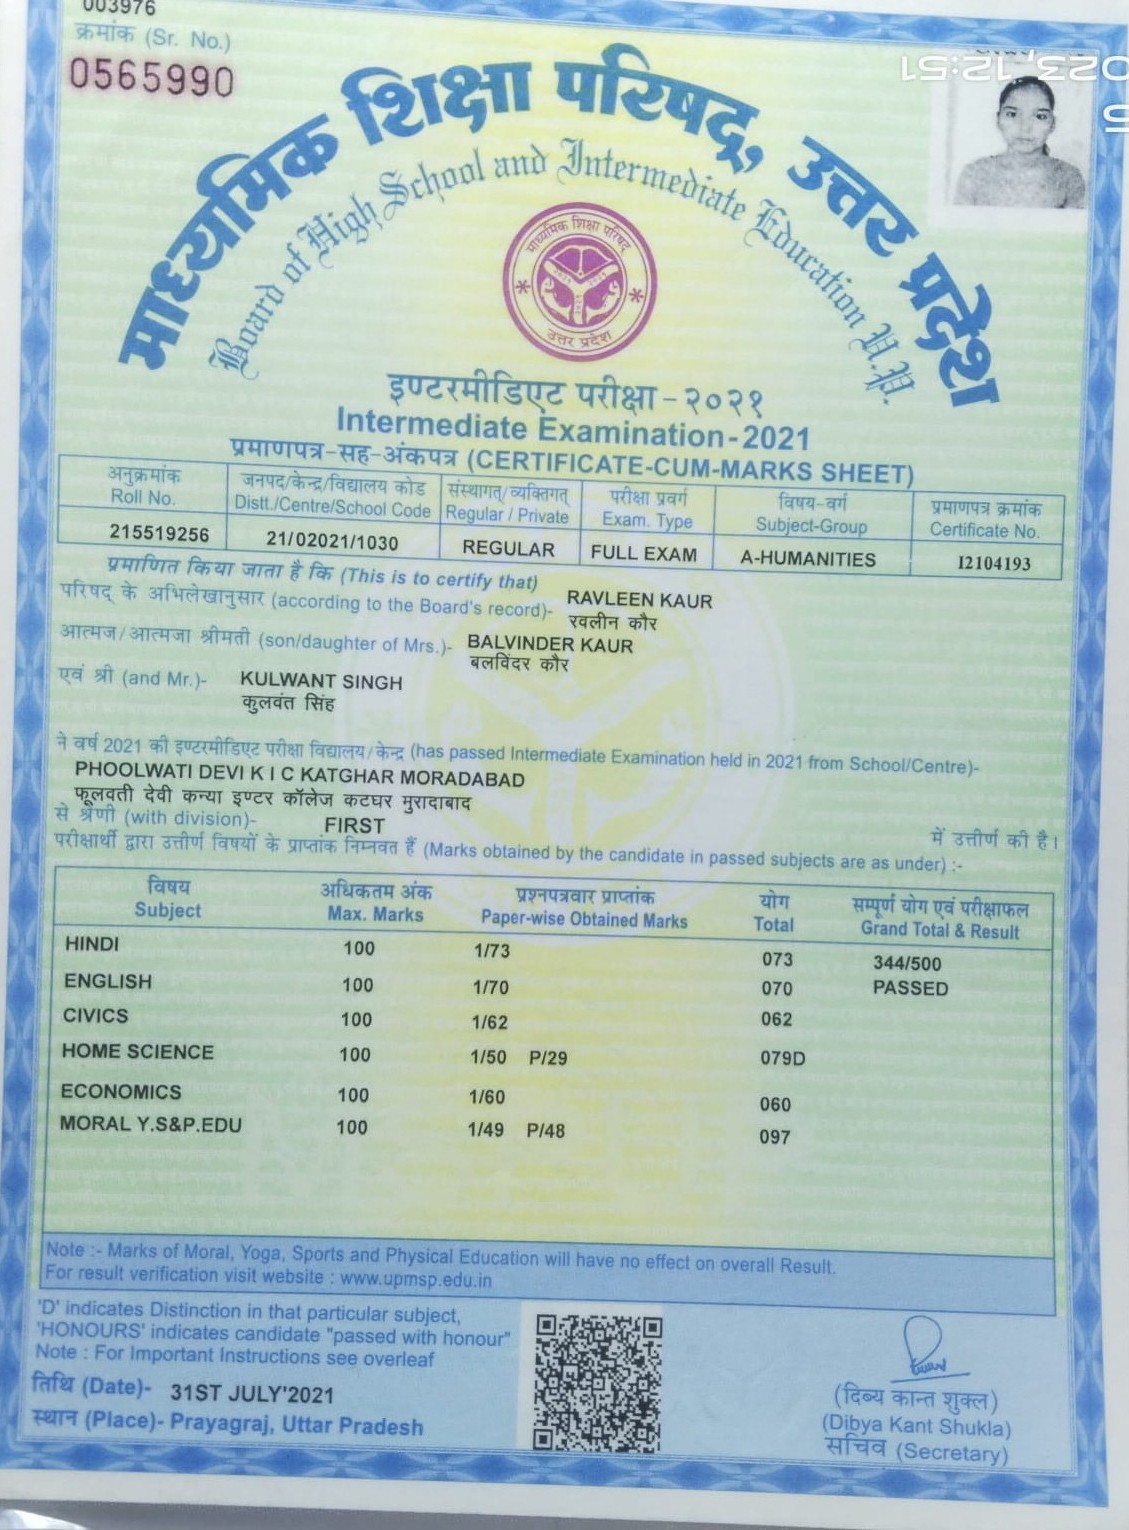 003976
क्रमांक (Sr. No.)
0565990
माध्यमिक शिक्षा परिषद्, उत्तर प्रदेश
Board of High School and Intermediate Education U.P.
माध्यमिक शिक्षा परिषद्
उत्तर प्रदेश
इण्टरमीडिएट परीक्षा - २०२१
Intermediate Examination - 2021
प्रमाणपत्र-सह-अंकपत्र (CERTIFICATE-CUM-MARKS SHEET)
अनुक्रमांक जनपद/केन्द्र/विद्यालय कोड संस्थागत्/व्यक्तिगत् परीक्षा प्रवर्ग विषय-वर्ग प्रमाणपत्र क्रमांक
Roll No. Distt./Centre/School Code Regular / Private Exam. Type Subject-Group Certificate No.
215519256 21/02021/1030 REGULAR FULL EXAM A-HUMANITIES I2104193
प्रमाणित किया जाता है कि (This is to certify that)
परिषद् के अभिलेखानुसार (according to the Board's record)- RAVLEEN KAUR
रवलीन कौर
आत्मज/आत्मजा श्रीमती (son/daughter of Mrs.)- BALVINDER KAUR
बलविंदर कौर
एवं श्री (and Mr.)- KULWANT SINGH
कुलवंत सिंह
ने वर्ष 2021 की इण्टरमीडिएट परीक्षा विद्यालय/केन्द्र (has passed Intermediate Examination held in 2021 from School/Centre)-
PHOOLWATI DEVI K I C KATGHAR MORADABAD
फूलवती देवी कन्या इण्टर कॉलेज कटघर मुरादाबाद
से श्रेणी (with division)- FIRST में उत्तीर्ण की है।
परीक्षार्थी द्वारा उत्तीर्ण विषयों के प्राप्तांक निम्नवत हैं (Marks obtained by the candidate in passed subjects are as under) :-
विषय अधिकतम अंक प्रश्नपत्रवार प्राप्तांक योग सम्पूर्ण योग एवं परीक्षाफल
Subject Max. Marks Paper-wise Obtained Marks Total Grand Total & Result
HINDI 100 1/73 073 344/500
ENGLISH 100 1/70 070 PASSED
CIVICS 100 1/62 062
HOME SCIENCE 100 1/50 P/29 079D
ECONOMICS 100 1/60 060
MORAL Y.S&P.EDU 100 1/49 P/48 097
Note :- Marks of Moral, Yoga, Sports and Physical Education will have no effect on overall Result.
For result verification visit website : www.upmsp.edu.in
'D' indicates Distinction in that particular subject,
'HONOURS' indicates candidate "passed with honour"
Note : For Important Instructions see overleaf
तिथि (Date)- 31ST JULY'2021
स्थान (Place)- Prayagraj, Uttar Pradesh
(दिब्य कान्त शुक्ल)
(Dibya Kant Shukla)
सचिव (Secretary)